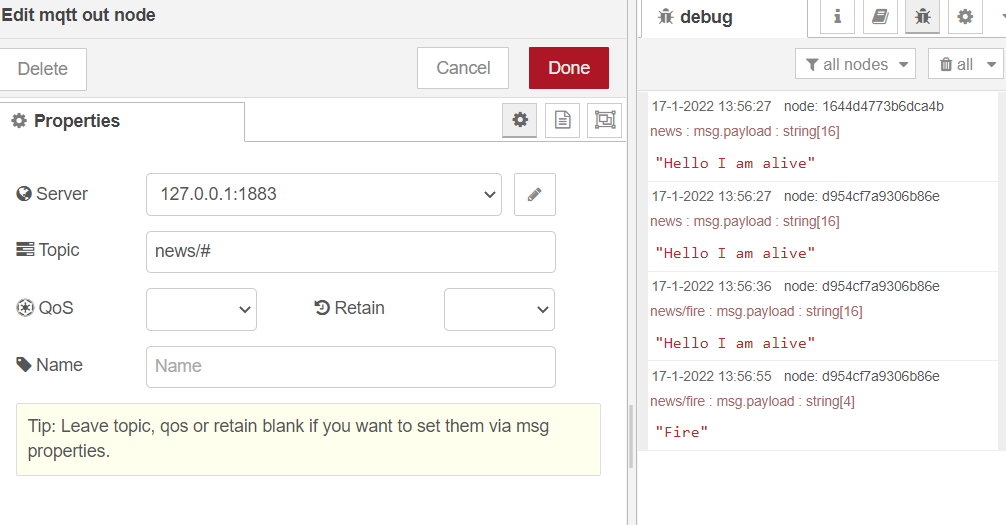 Edit mqtt out node
Delete
Cancel
Done
Properties
Server
127.0.0.1:1883
Topic
news/#
QoS
Retain
Name
Name
Tip: Leave topic, qos or retain blank if you want to set them via msg
properties.
debug
all nodes
all
17-1-2022 13:56:27 node: 1644d4773b6dca4b
news : msg.payload : string[16]
"Hello I am alive"
17-1-2022 13:56:27 node: d954cf7a9306b86e
news : msg.payload : string[16]
"Hello I am alive"
17-1-2022 13:56:36 node: d954cf7a9306b86e
news/fire : msg.payload : string[16]
"Hello I am alive"
17-1-2022 13:56:55 node: d954cf7a9306b86e
news/fire : msg.payload : string[4]
"Fire"